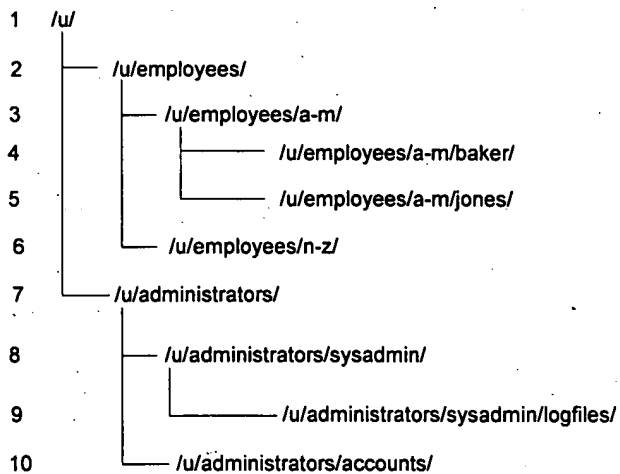 1 /u/
2 /u/employees/
3 /u/employees/a-m/
4 /u/employees/a-m/baker/
5 /u/employees/a-m/jones/
6 /u/employees/n-z/
7 /u/administrators/
8 /u/administrators/sysadmin/
9 /u/administrators/sysadmin/logfiles/
10 /u/administrators/accounts/